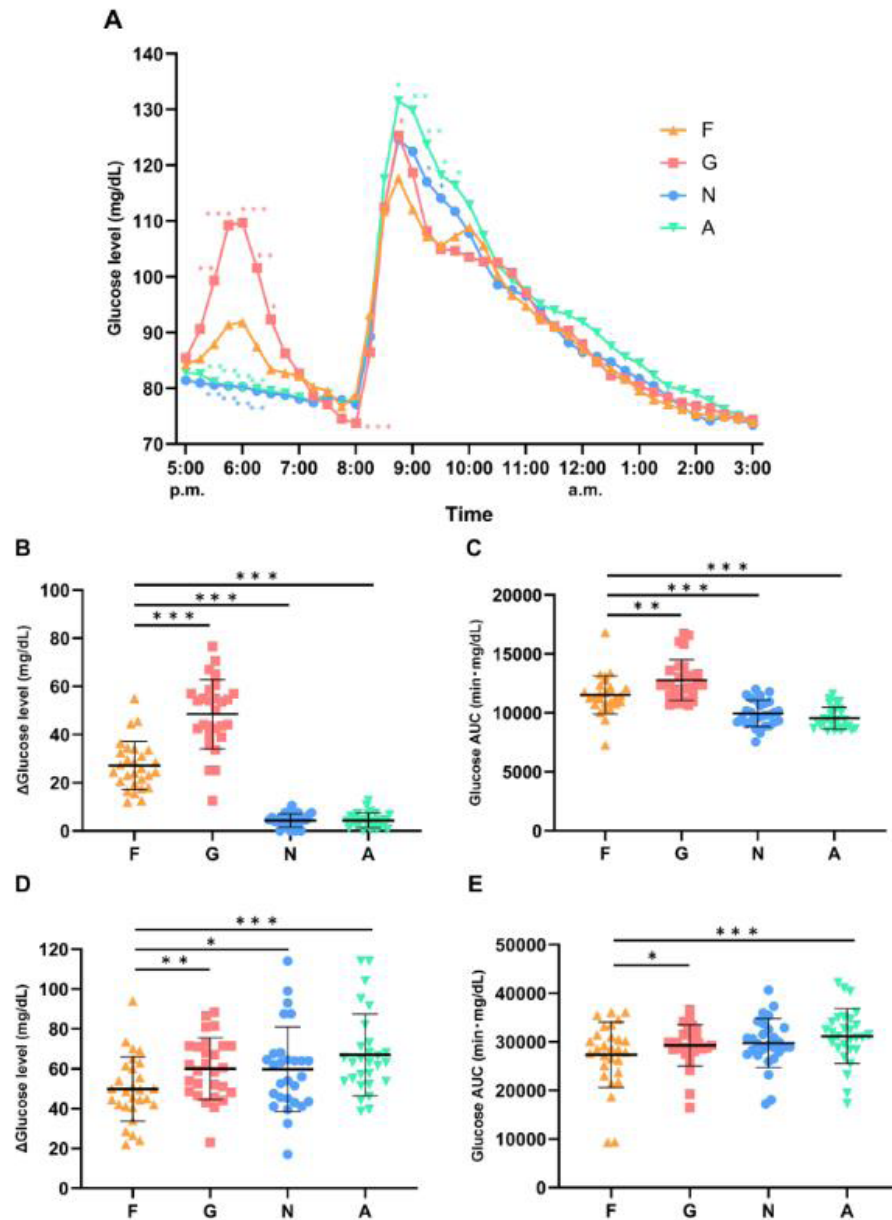 A
140
130
120
110
100
90
80
70
Glucose level (mg/dL)
F
G
N
A
5:00 6:00 7:00 8:00 9:00 10:00 11:00 12:00 1:00 2:00 3:00
p.m. a.m.
Time
B
* * *
* * *
* * *
100
80
60
40
20
0
ΔGlucose level (mg/dL)
F G N A
C
* * *
* * *
* *
20000
15000
10000
5000
0
Glucose AUC (min·mg/dL)
F G N A
D
* * *
*
* *
120
100
80
60
40
20
0
ΔGlucose level (mg/dL)
F G N A
E
* * *
*
50000
40000
30000
20000
10000
0
Glucose AUC (min·mg/dL)
F G N A